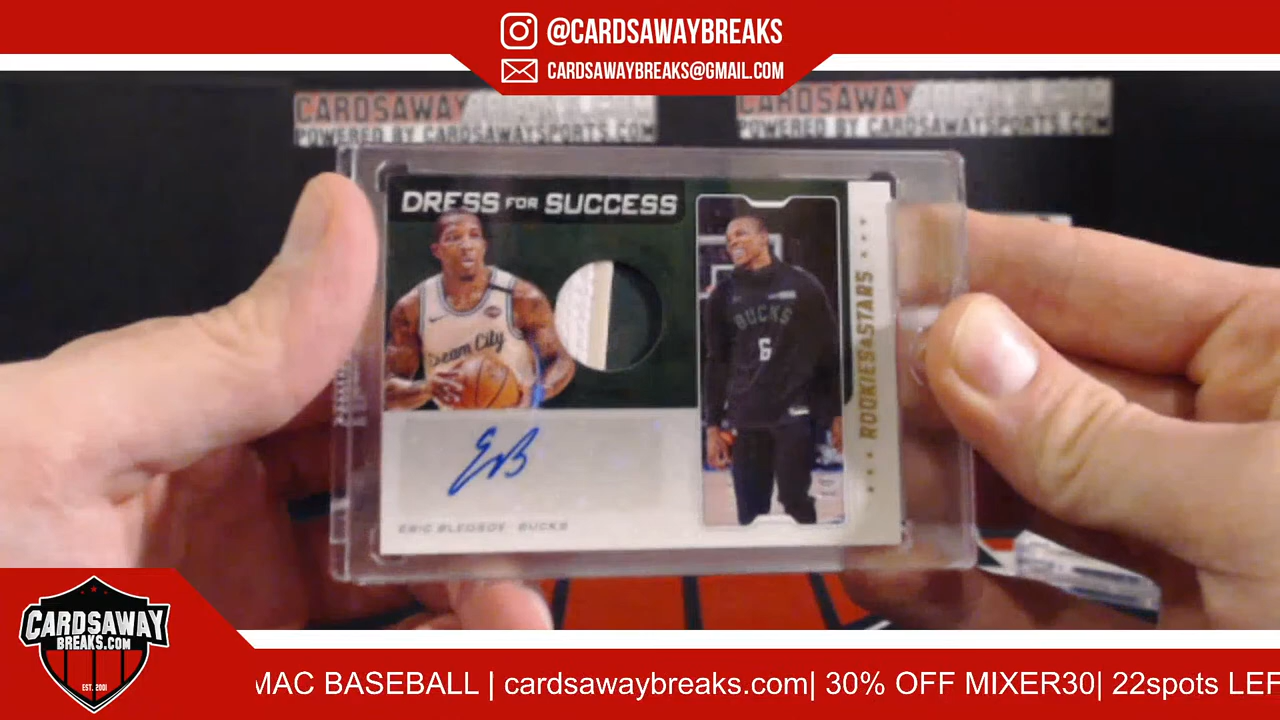 @CARDSAWAYBREAKS
CARDSAWAYBREAKS@GMAIL.COM
CARDSAWAY
POWERED BY CARDSAWAYSPORTS.COM
CARDSAWAY
POWERED BY CARDSAWAYSPORTS.COM
DRESS FOR SUCCESS
Cream City
BUCKS
6
ROOKIES & STARS
EB
ERIC BLEDSOE BUCKS
CARDSAWAY
BREAKS.COM
EST. 2001
MAC BASEBALL | cardsawaybreaks.com| 30% OFF MIXER30| 22spots LEF